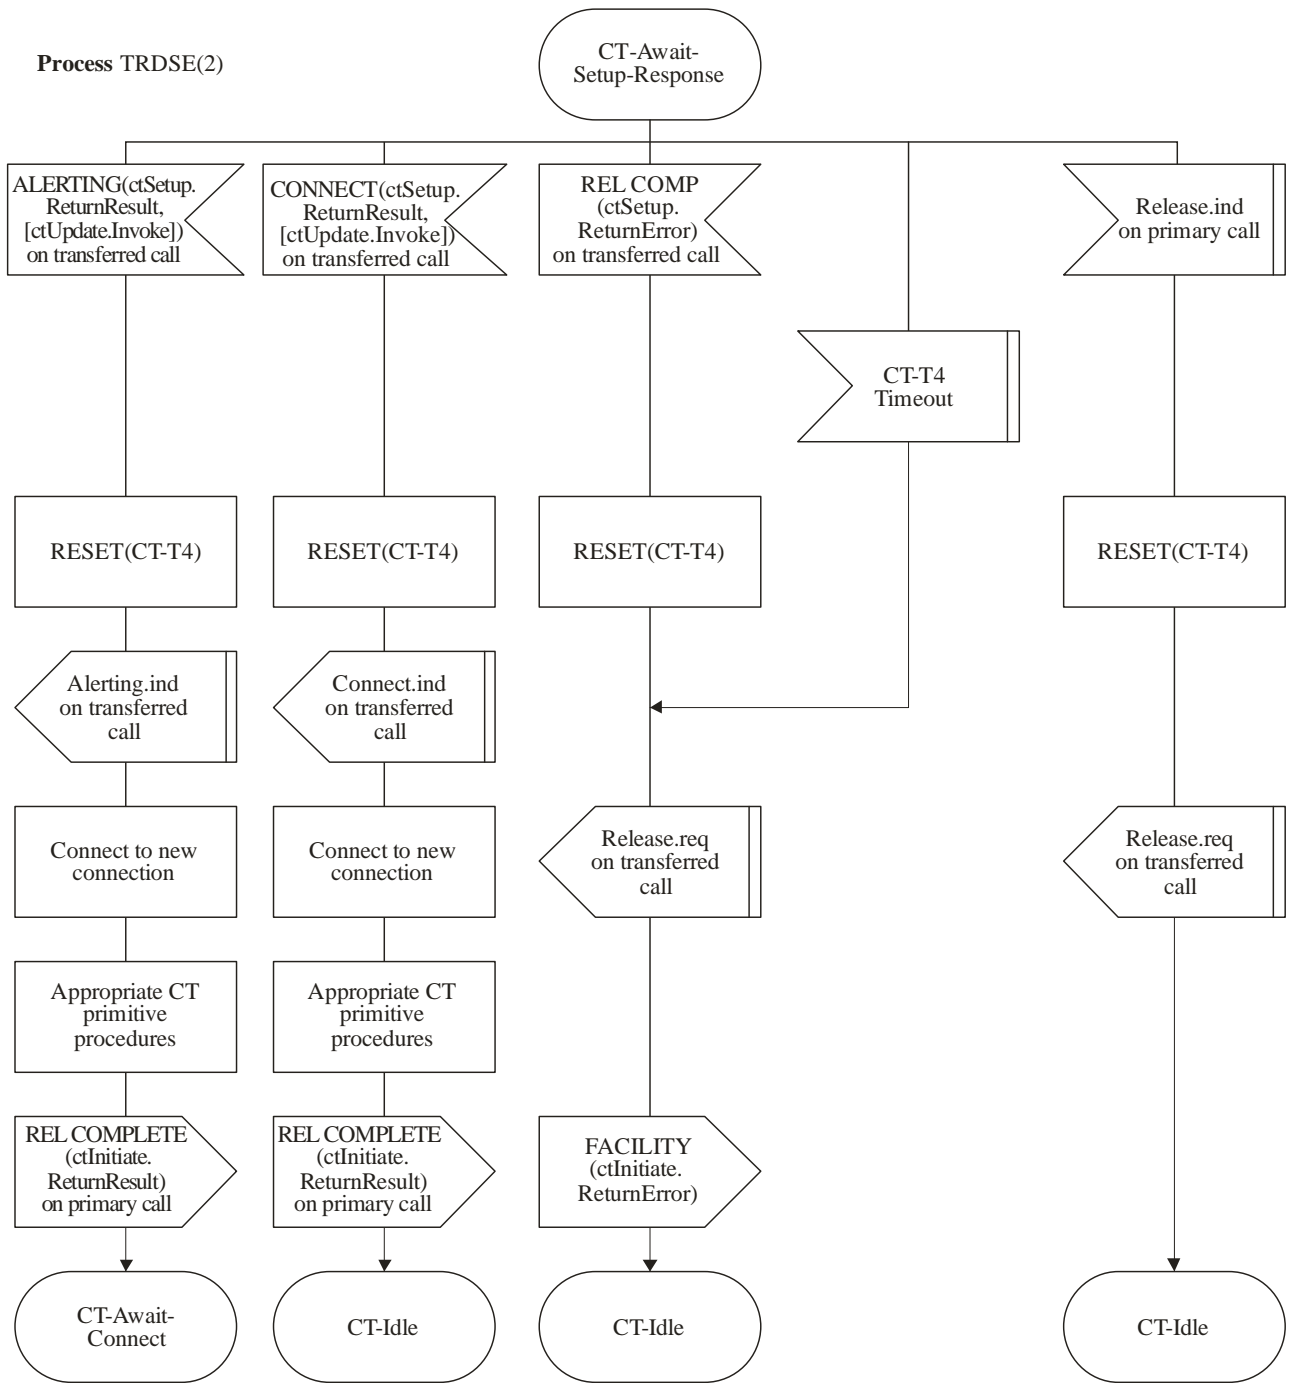 Process TRDSE(2)
CT-Await-
Setup-Response
ALERTING(ctSetup.
ReturnResult,
[ctUpdate.Invoke])
on transferred call
CONNECT(ctSetup.
ReturnResult,
[ctUpdate.Invoke])
on transferred call
REL COMP
(ctSetup.
ReturnError)
on transferred call
Release.ind
on primary call
CT-T4
Timeout
RESET(CT-T4)
RESET(CT-T4)
RESET(CT-T4)
RESET(CT-T4)
Alerting.ind
on transferred
call
Connect.ind
on transferred
call
Connect to new
connection
Connect to new
connection
Release.req
on transferred
call
Release.req
on transferred
call
Appropriate CT
primitive
procedures
Appropriate CT
primitive
procedures
REL COMPLETE
(ctInitiate.
ReturnResult)
on primary call
REL COMPLETE
(ctInitiate.
ReturnResult)
on primary call
FACILITY
(ctInitiate.
ReturnError)
CT-Await-
Connect
CT-Idle
CT-Idle
CT-Idle